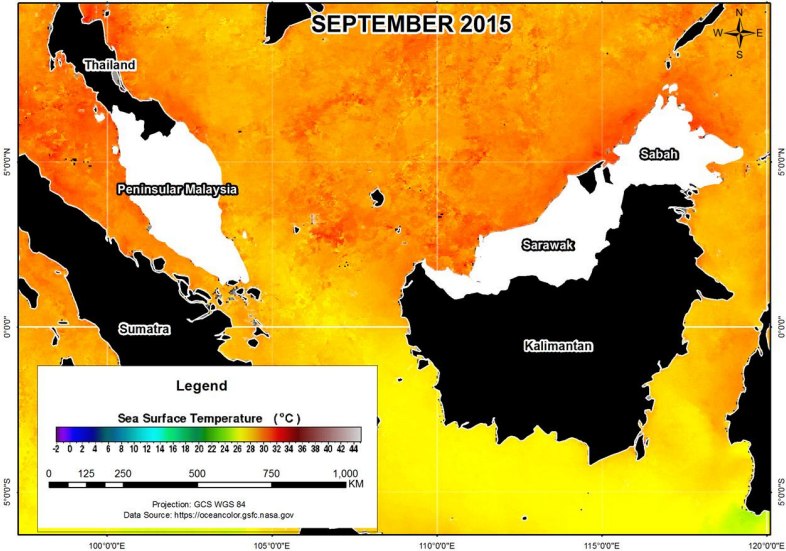 SEPTEMBER 2015
N
W E
S
Thailand
Sabah
Peninsular Malaysia
Sarawak
Sumatra
Kalimantan
5°0'0"N
0°0'0"
5°0'0"S
5°0'0"N
0°0'0"
5°0'0"S
Legend
Sea Surface Temperature (°C)
-2 0 2 4 6 8 10 12 14 16 18 20 22 24 26 28 30 32 34 36 38 40 42 44
0 125 250 500 750 1,000
KM
Projection: GCS WGS 84
Data Source: https://oceancolor.gsfc.nasa.gov
100°0'0"E 105°0'0"E 110°0'0"E 115°0'0"E 120°0'0"E